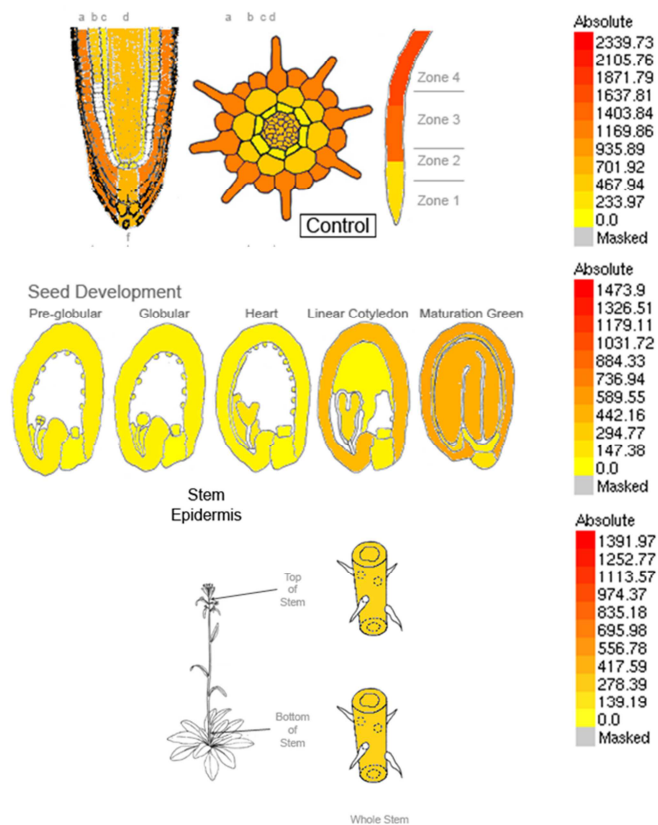 a b c d
a b c d
Zone 4
Zone 3
Zone 2
Zone 1
Control
f
Absolute
2339.73
2105.76
1871.79
1637.81
1403.84
1169.86
935.89
701.92
467.94
233.97
0.0
Masked
Seed Development
Pre-globular Globular Heart Linear Cotyledon Maturation Green
Absolute
1473.9
1326.51
1179.11
1031.72
884.33
736.94
589.55
442.16
294.77
147.38
0.0
Masked
Stem
Epidermis
Top
of
Stem
Bottom
of
Stem
Whole Stem
Absolute
1391.97
1252.77
1113.57
974.37
835.18
695.98
556.78
417.59
278.39
139.19
0.0
Masked